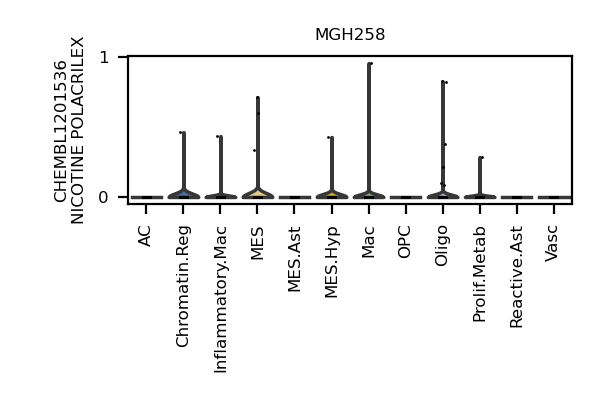 MGH258
CHEMBL1201536
NICOTINE POLACRILEX
1
0
AC
Chromatin.Reg
Inflammatory.Mac
MES
MES.Ast
MES.Hyp
Mac
OPC
Oligo
Prolif.Metab
Reactive.Ast
Vasc